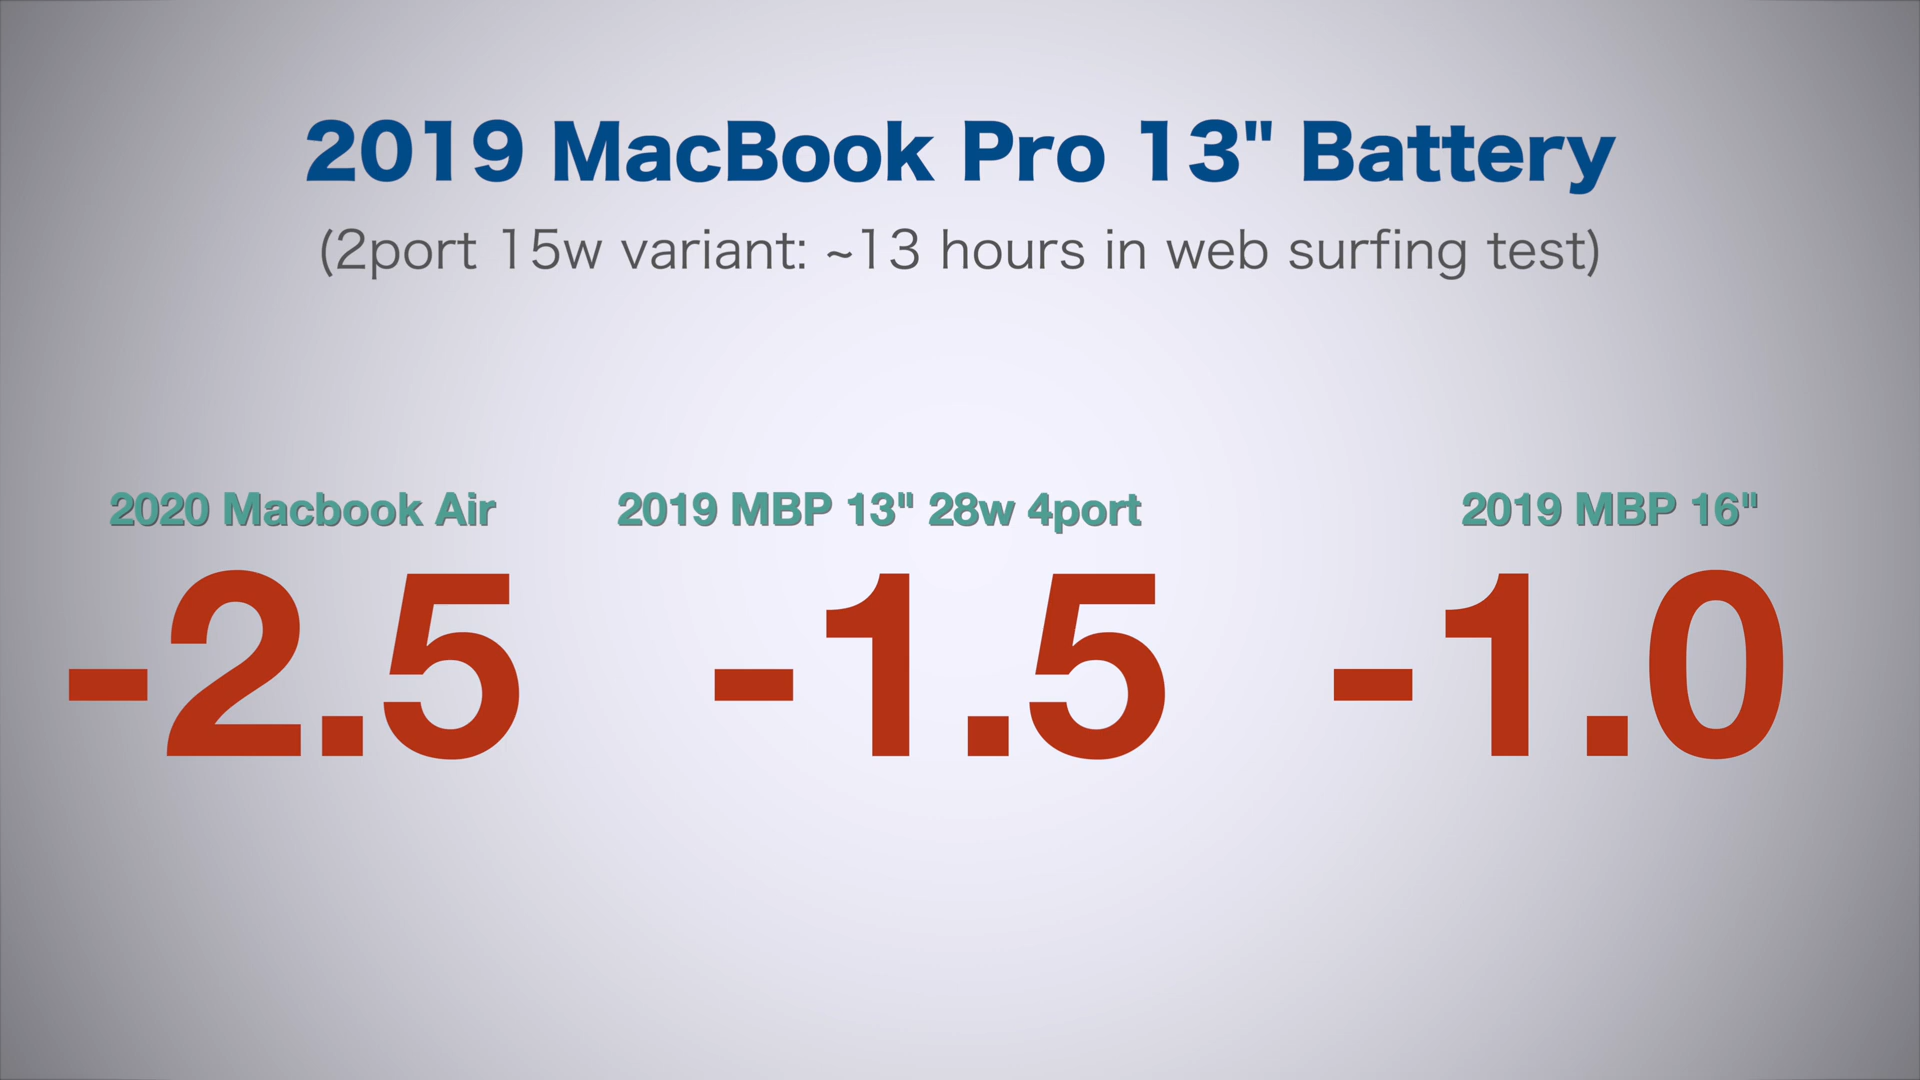 2019 MacBook Pro 13" Battery
(2port 15w variant: ~13 hours in web surfing test)
2020 Macbook Air
-2.5
2019 MBP 13" 28w 4port
-1.5
2019 MBP 16"
-1.0